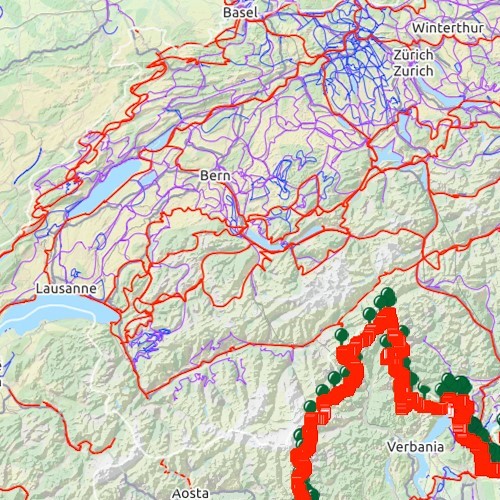 Basel
Winterthur
Zürich
Zurich
Bern
Lausanne
Verbania
Aosta